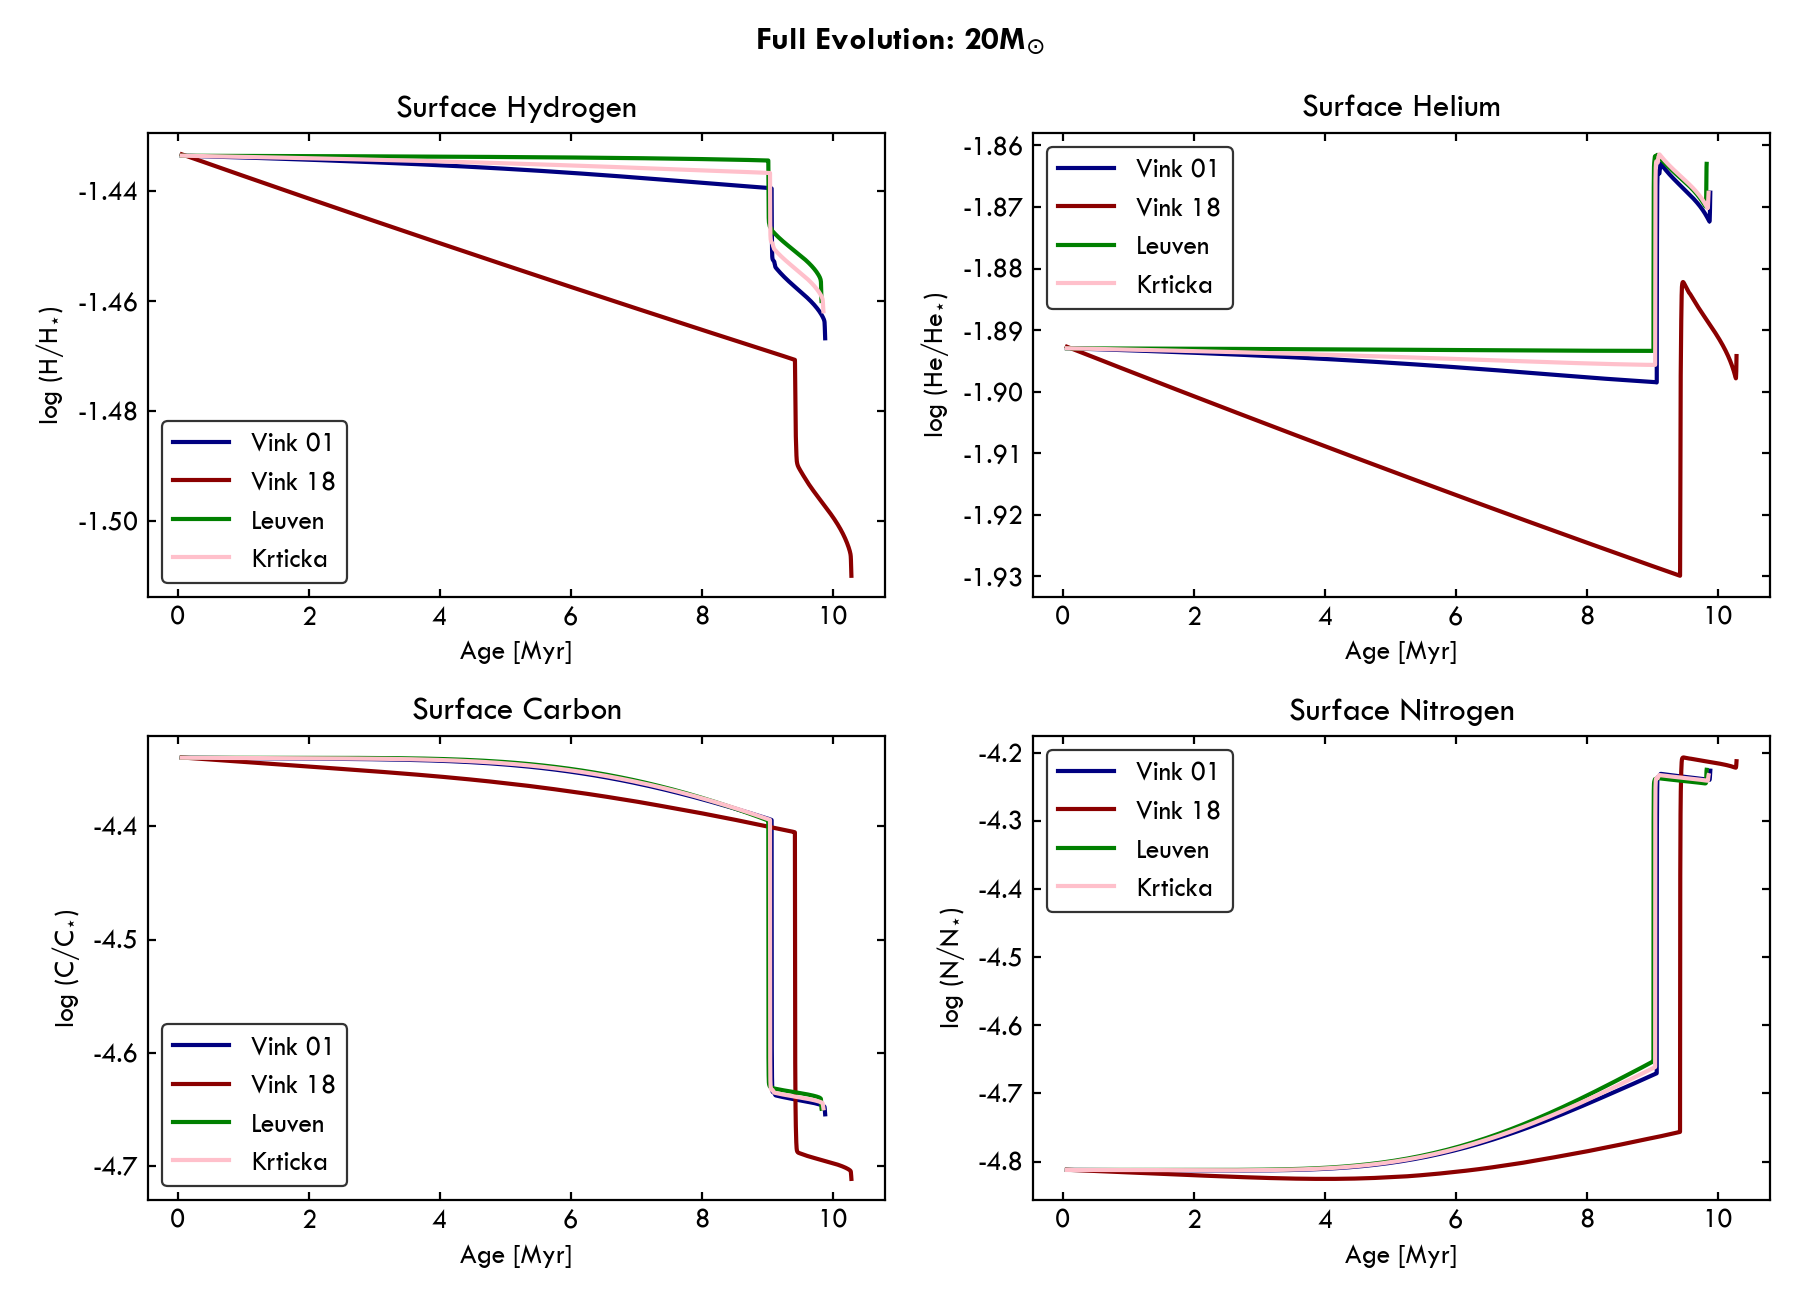 Full Evolution: 20M☉
Surface Hydrogen
log (H/H⋆)
-1.44
-1.46
-1.48
-1.50
Vink 01
Vink 18
Leuven
Krticka
0 2 4 6 8 10
Age [Myr]
Surface Helium
log (He/He⋆)
-1.86
-1.87
-1.88
-1.89
-1.90
-1.91
-1.92
-1.93
Vink 01
Vink 18
Leuven
Krticka
0 2 4 6 8 10
Age [Myr]
Surface Carbon
log (C/C⋆)
-4.4
-4.5
-4.6
-4.7
Vink 01
Vink 18
Leuven
Krticka
0 2 4 6 8 10
Age [Myr]
Surface Nitrogen
log (N/N⋆)
-4.2
-4.3
-4.4
-4.5
-4.6
-4.7
-4.8
Vink 01
Vink 18
Leuven
Krticka
0 2 4 6 8 10
Age [Myr]